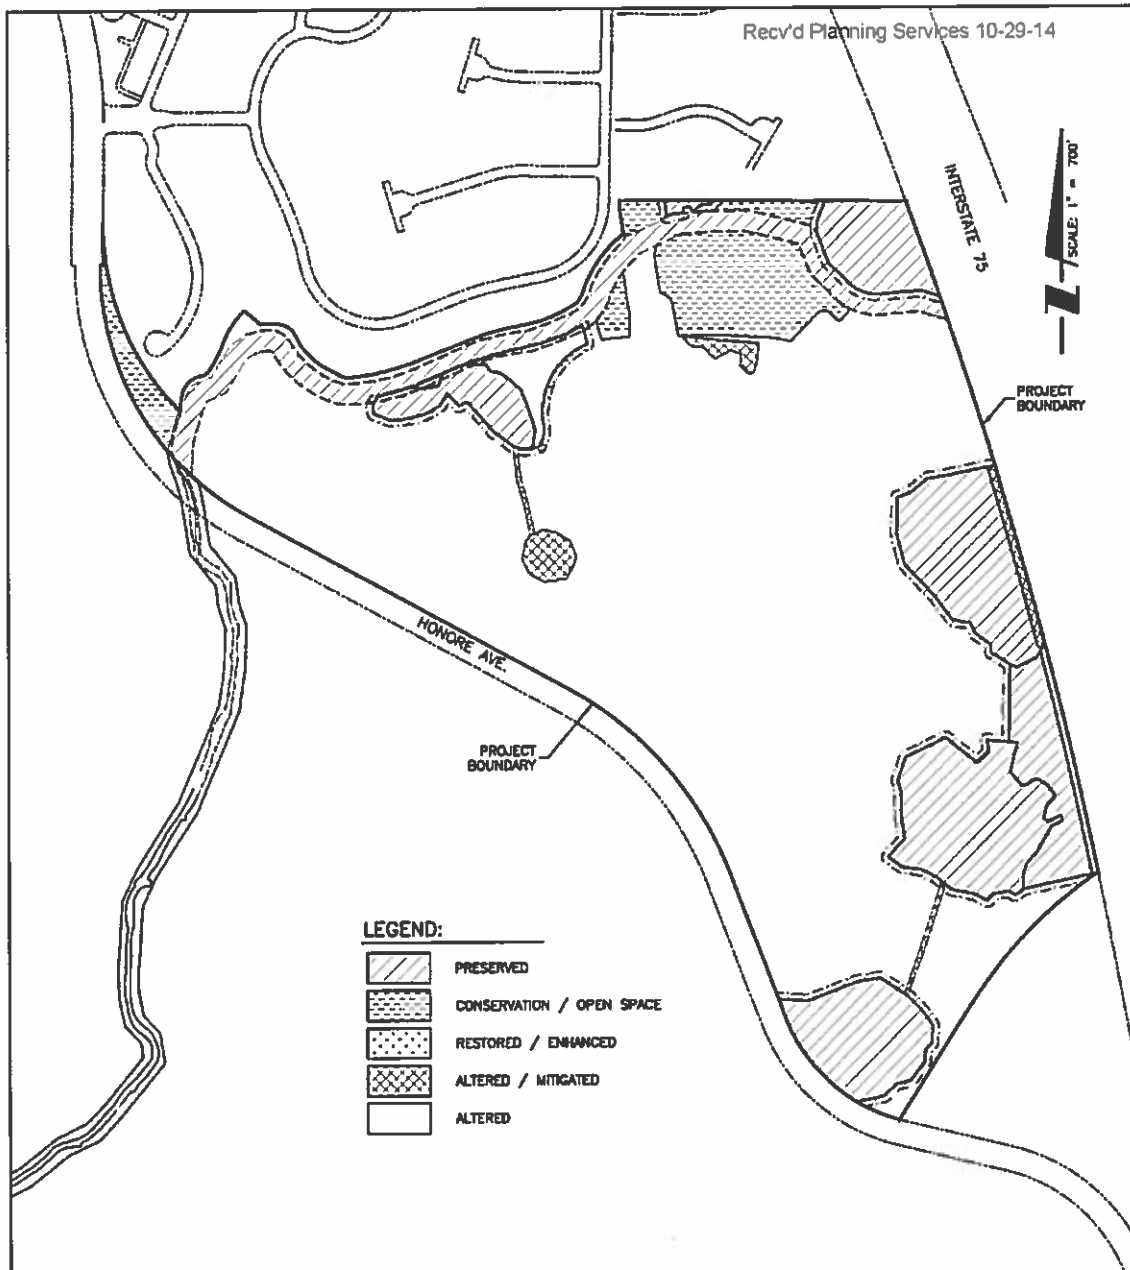 Recv'd Planning Services 10-29-14
INTERSTATE 75
SCALE: 1" = 700'
PROJECT
BOUNDARY
HONORE AVE.
PROJECT
BOUNDARY
LEGEND:
PRESERVED
CONSERVATION / OPEN SPACE
RESTORED / ENHANCED
ALTERED / MITIGATED
ALTERED